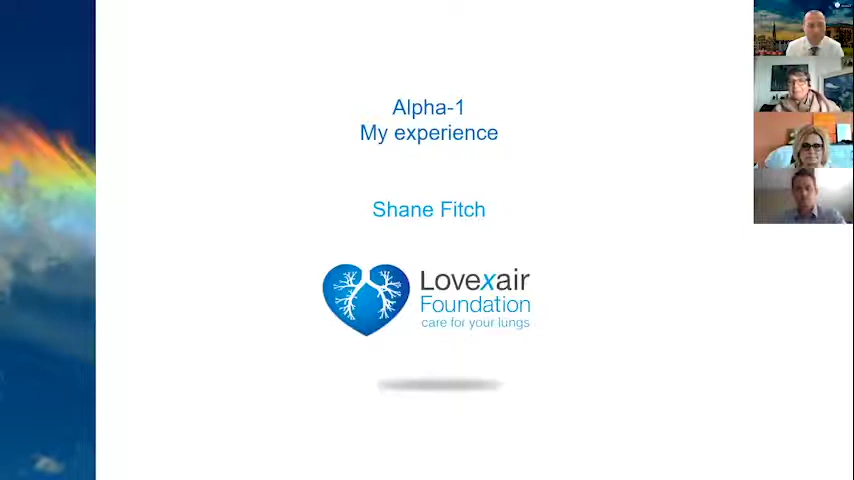 Alpha-1
My experience
Shane Fitch
Lovexair
Foundation
care for your lungs